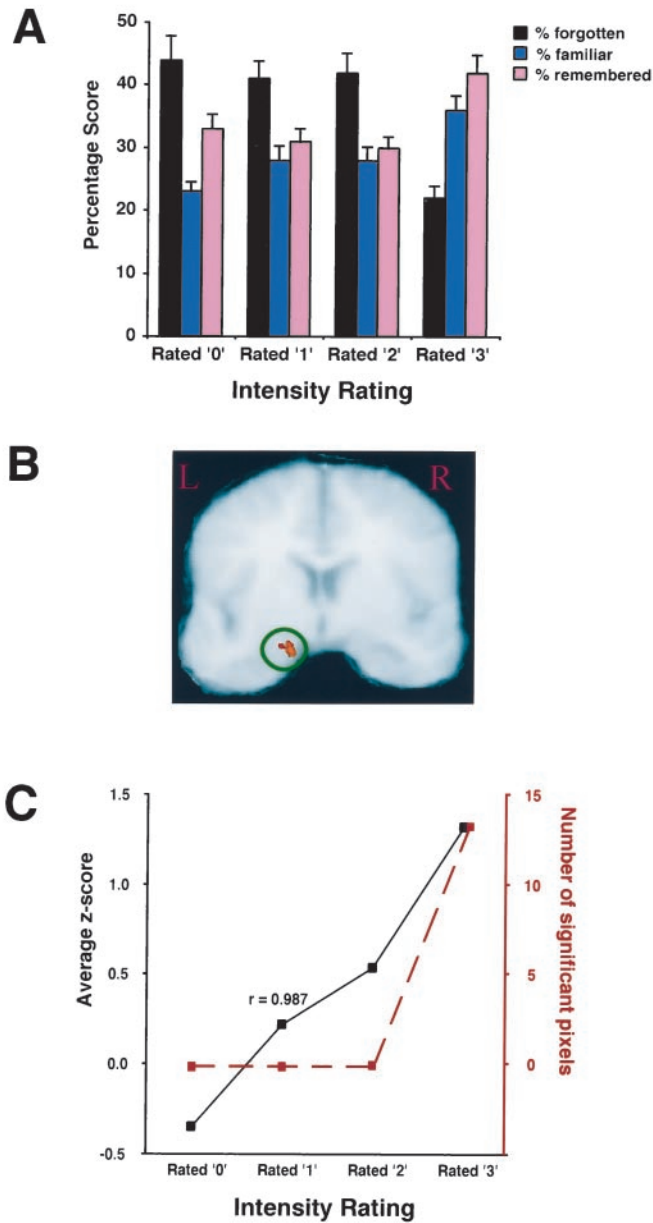 A
50
40
30
20
10
0
Percentage Score
% forgotten
% familiar
% remembered
Rated '0' Rated '1' Rated '2' Rated '3'
Intensity Rating
B
L R
C
1.5
1.0
0.5
0.0
-0.5
Average z-score
r = 0.987
15
10
5
0
Number of significant pixels
Rated '0' Rated '1' Rated '2' Rated '3'
Intensity Rating